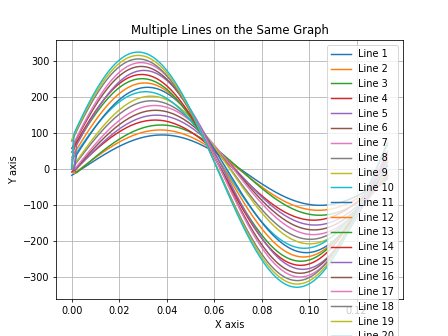 Multiple Lines on the Same Graph
Y axis
300
200
100
0
−100
−200
−300
0.00
0.02
0.04
0.06
0.08
0.10
X axis
Line 1
Line 2
Line 3
Line 4
Line 5
Line 6
Line 7
Line 8
Line 9
Line 10
Line 11
Line 12
Line 13
Line 14
Line 15
Line 16
Line 17
Line 18
Line 19
Line 20